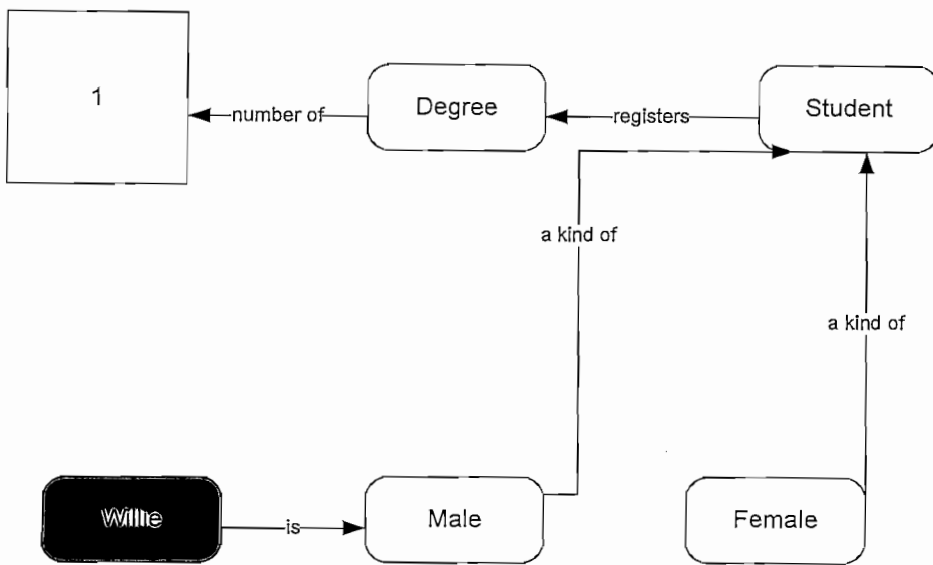 1
number of
Degree
registers
Student
a kind of
a kind of
Willie
is
Male
Female